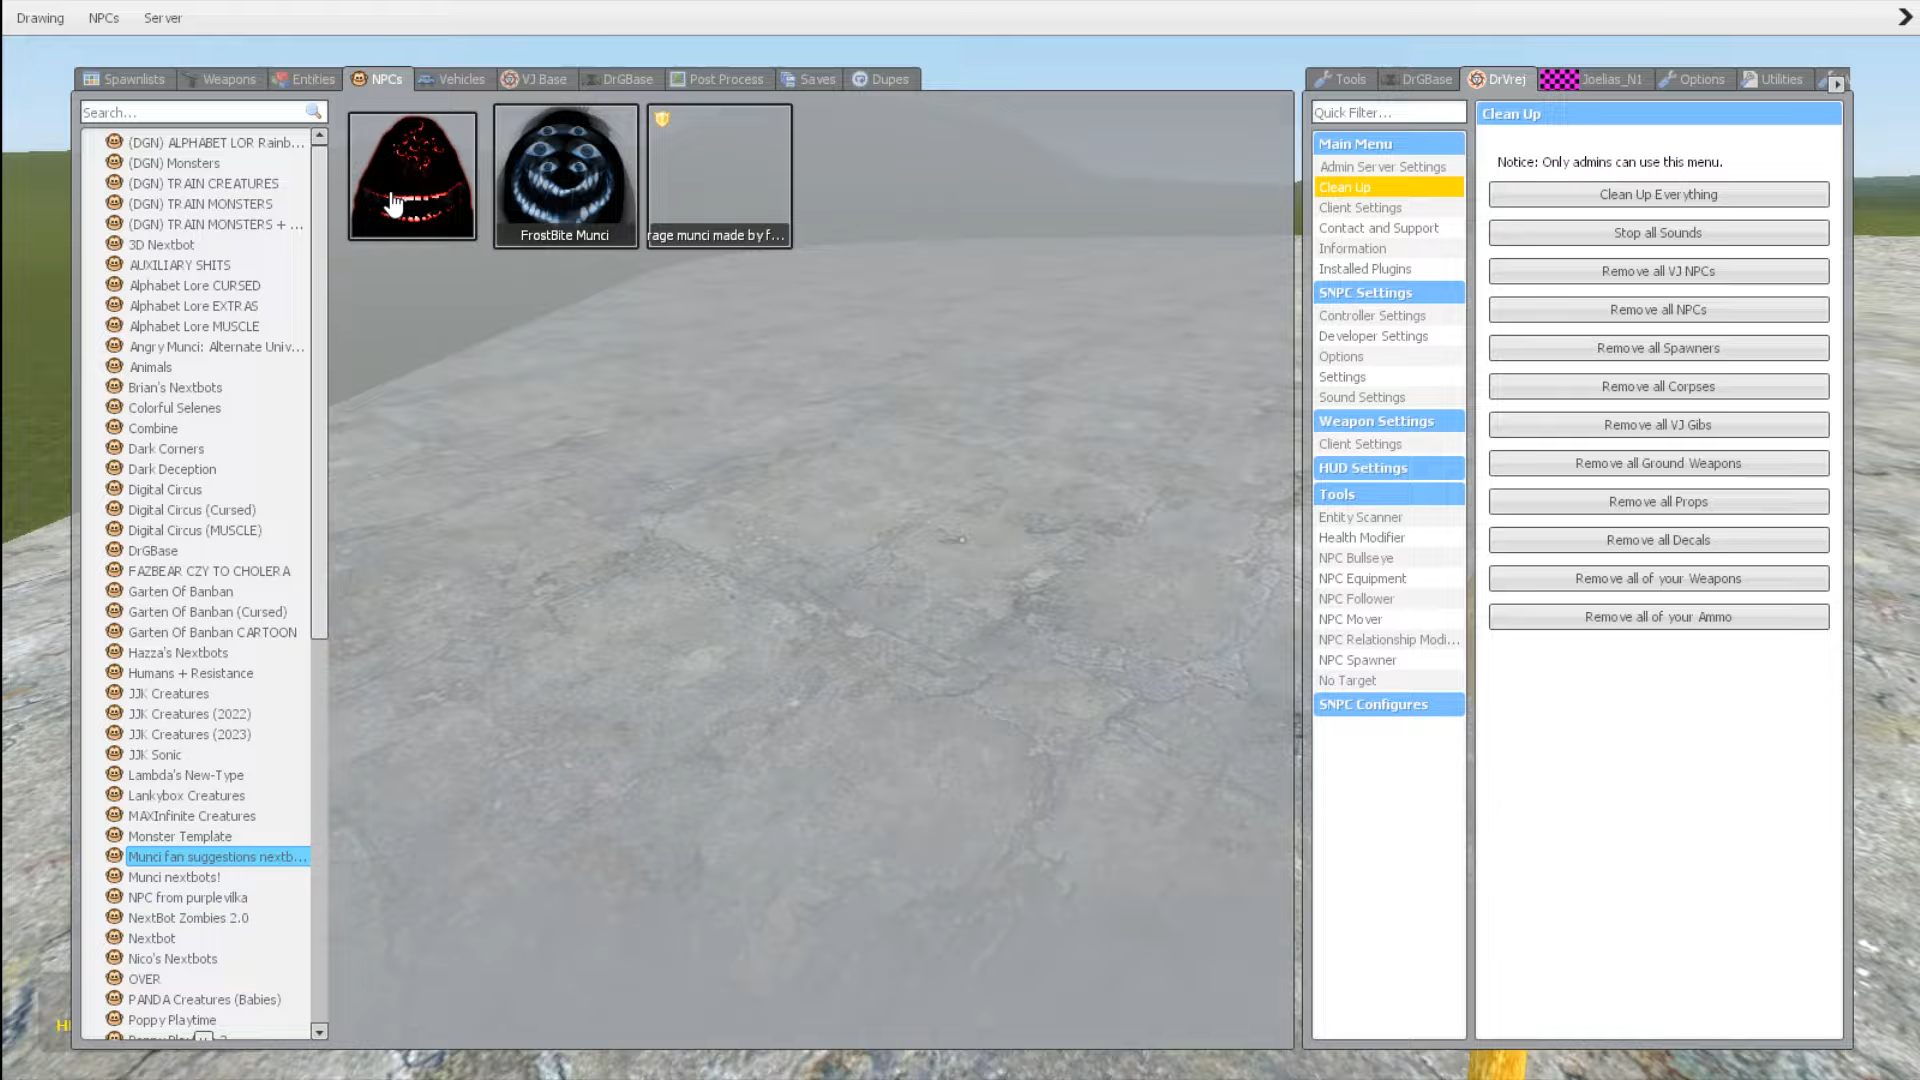 Drawing NPCs Server
Spawnlists Weapons Entities NPCs Vehicles VJ Base DrGBase Post Process Saves Dupes
Search...
(DGN) ALPHABET LOR Rainb...
(DGN) Monsters
(DGN) TRAIN CREATURES
(DGN) TRAIN MONSTERS
(DGN) TRAIN MONSTERS + ...
3D Nextbot
AUXILIARY SHITS
Alphabet Lore CURSED
Alphabet Lore EXTRAS
Alphabet Lore MUSCLE
Angry Munci: Alternate Univ...
Animals
Brian's Nextbots
Colorful Selenes
Combine
Dark Corners
Dark Deception
Digital Circus
Digital Circus (Cursed)
Digital Circus (MUSCLE)
DrGBase
FAZBEAR CZY TO CHOLERA
Garten Of Banban
Garten Of Banban (Cursed)
Garten Of Banban CARTOON
Hazza's Nextbots
Humans + Resistance
JJK Creatures
JJK Creatures (2022)
JJK Creatures (2023)
JJK Sonic
Lambda's New-Type
Lankybox Creatures
MAXInfinite Creatures
Monster Template
Munci fan suggestions nextb...
Munci nextbots!
NPC from purplevilka
NextBot Zombies 2.0
Nextbot
Nico's Nextbots
OVER
PANDA Creatures (Babies)
Poppy Playtime
FrostBite Munci
rage munci made by f...
Tools DrGBase DrVrej Joelias_N1 Options Utilities
Quick Filter...
Main Menu
Admin Server Settings
Clean Up
Client Settings
Contact and Support
Information
Installed Plugins
SNPC Settings
Controller Settings
Developer Settings
Options
Settings
Sound Settings
Weapon Settings
Client Settings
HUD Settings
Tools
Entity Scanner
Health Modifier
NPC Bullseye
NPC Equipment
NPC Follower
NPC Mover
NPC Relationship Modi...
NPC Spawner
No Target
SNPC Configures
Clean Up
Notice: Only admins can use this menu.
Clean Up Everything
Stop all Sounds
Remove all VJ NPCs
Remove all NPCs
Remove all Spawners
Remove all Corpses
Remove all VJ Gibs
Remove all Ground Weapons
Remove all Props
Remove all Decals
Remove all of your Weapons
Remove all of your Ammo